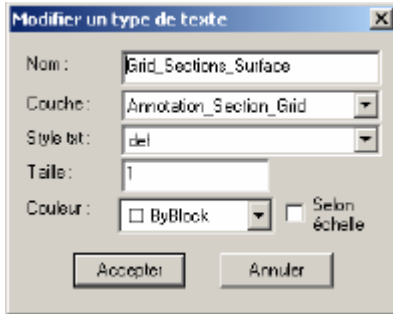 Modifier un type de texte
Nom : Grid_Sections_Surface
Couche : Annotation_Section_Grid
Style txt : def
Taille : 1
Couleur : ByBlock Selon échelle
Accepter Annuler